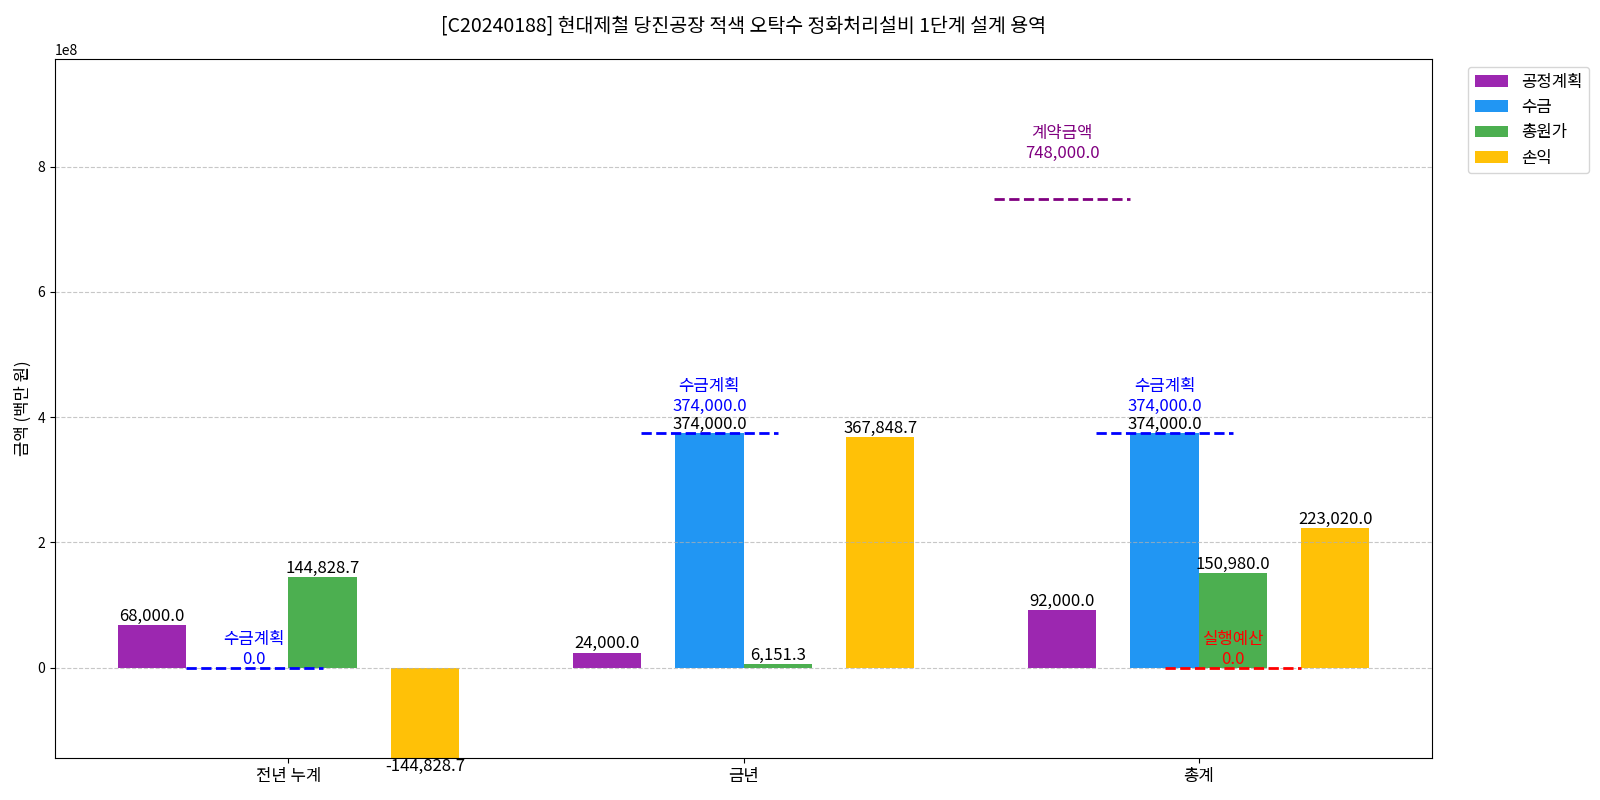 [C20240188] 현대제철 당진공장 적색 오탁수 정화처리설비 1단계 설계 용역
1e8
공정계획
수금
총원가
손익
계약금액
748,000.0
8
6
금액 (백만 원)
수금계획
374,000.0
374,000.0
367,848.7
수금계획
374,000.0
374,000.0
4
223,020.0
2
144,828.7
150,980.0
68,000.0
92,000.0
수금계획
0.0
24,000.0
6,151.3
실행예산
0.0
0
-144,828.7
전년 누계
금년
총계